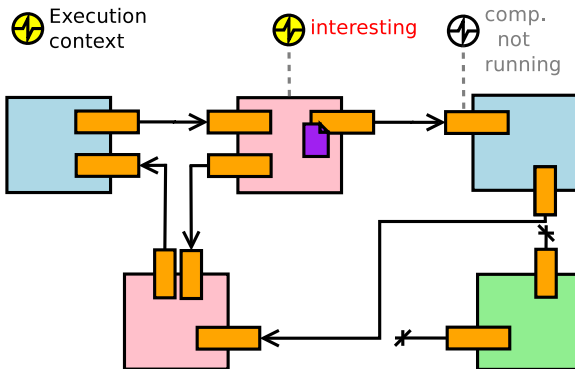 Execution
context
interesting
comp.
not
running